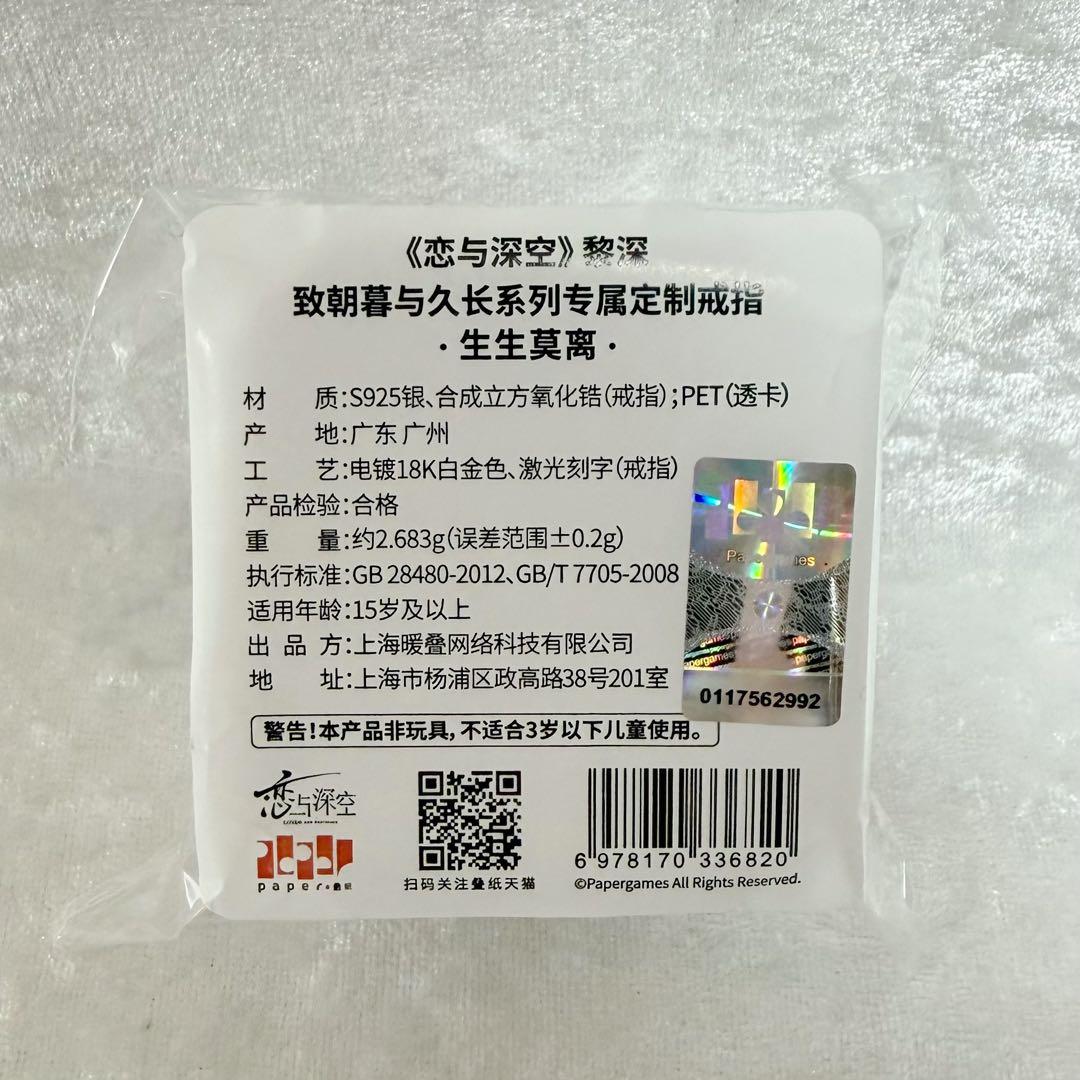 《恋与深空》黎深
致朝暮与久长系列专属定制戒指
·生生莫离·
材 质:S925银、合成立方氧化锆(戒指);PET(透卡)
产 地:广东 广州
工 艺:电镀18K白金色、激光刻字(戒指)
产品检验:合格
重 量:约2.683g(误差范围±0.2g)
执行标准:GB 28480-2012、GB/T 7705-2008
适用年龄:15岁及以上
出 品 方:上海暖叠网络科技有限公司
地 址:上海市杨浦区政高路38号201室
Papergames
papergames
0117562992
警告!本产品非玩具,不适合3岁以下儿童使用。
恋与深空
paper
扫码关注叠纸天猫
6 978170 336820
©Papergames All Rights Reserved.